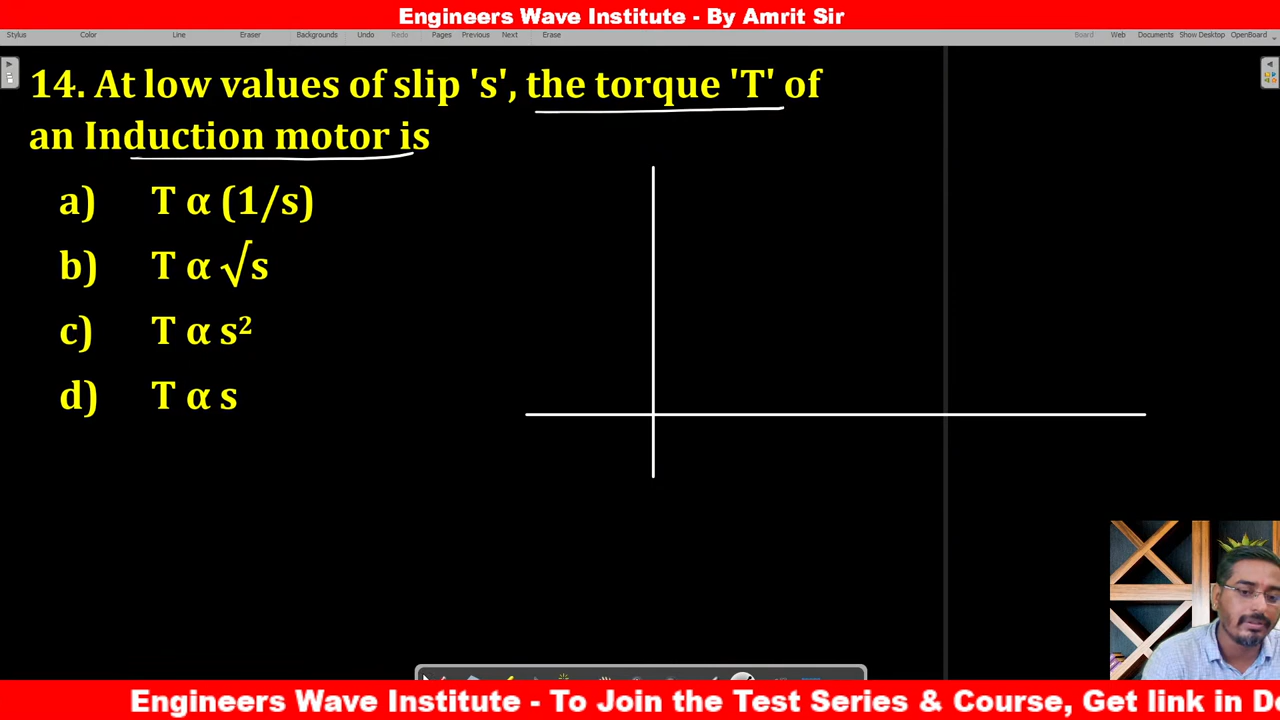 Engineers Wave Institute - By Amrit Sir
Stylus Color Line Eraser Backgrounds Undo Redo Pages Previous Next Erase Board Web Documents Show Desktop OpenBoard
14. At low values of slip 's', the torque 'T' of
an Induction motor is
a) T α (1/s)
b) T α √s
c) T α s²
d) T α s
Engineers Wave Institute - To Join the Test Series & Course, Get link in De